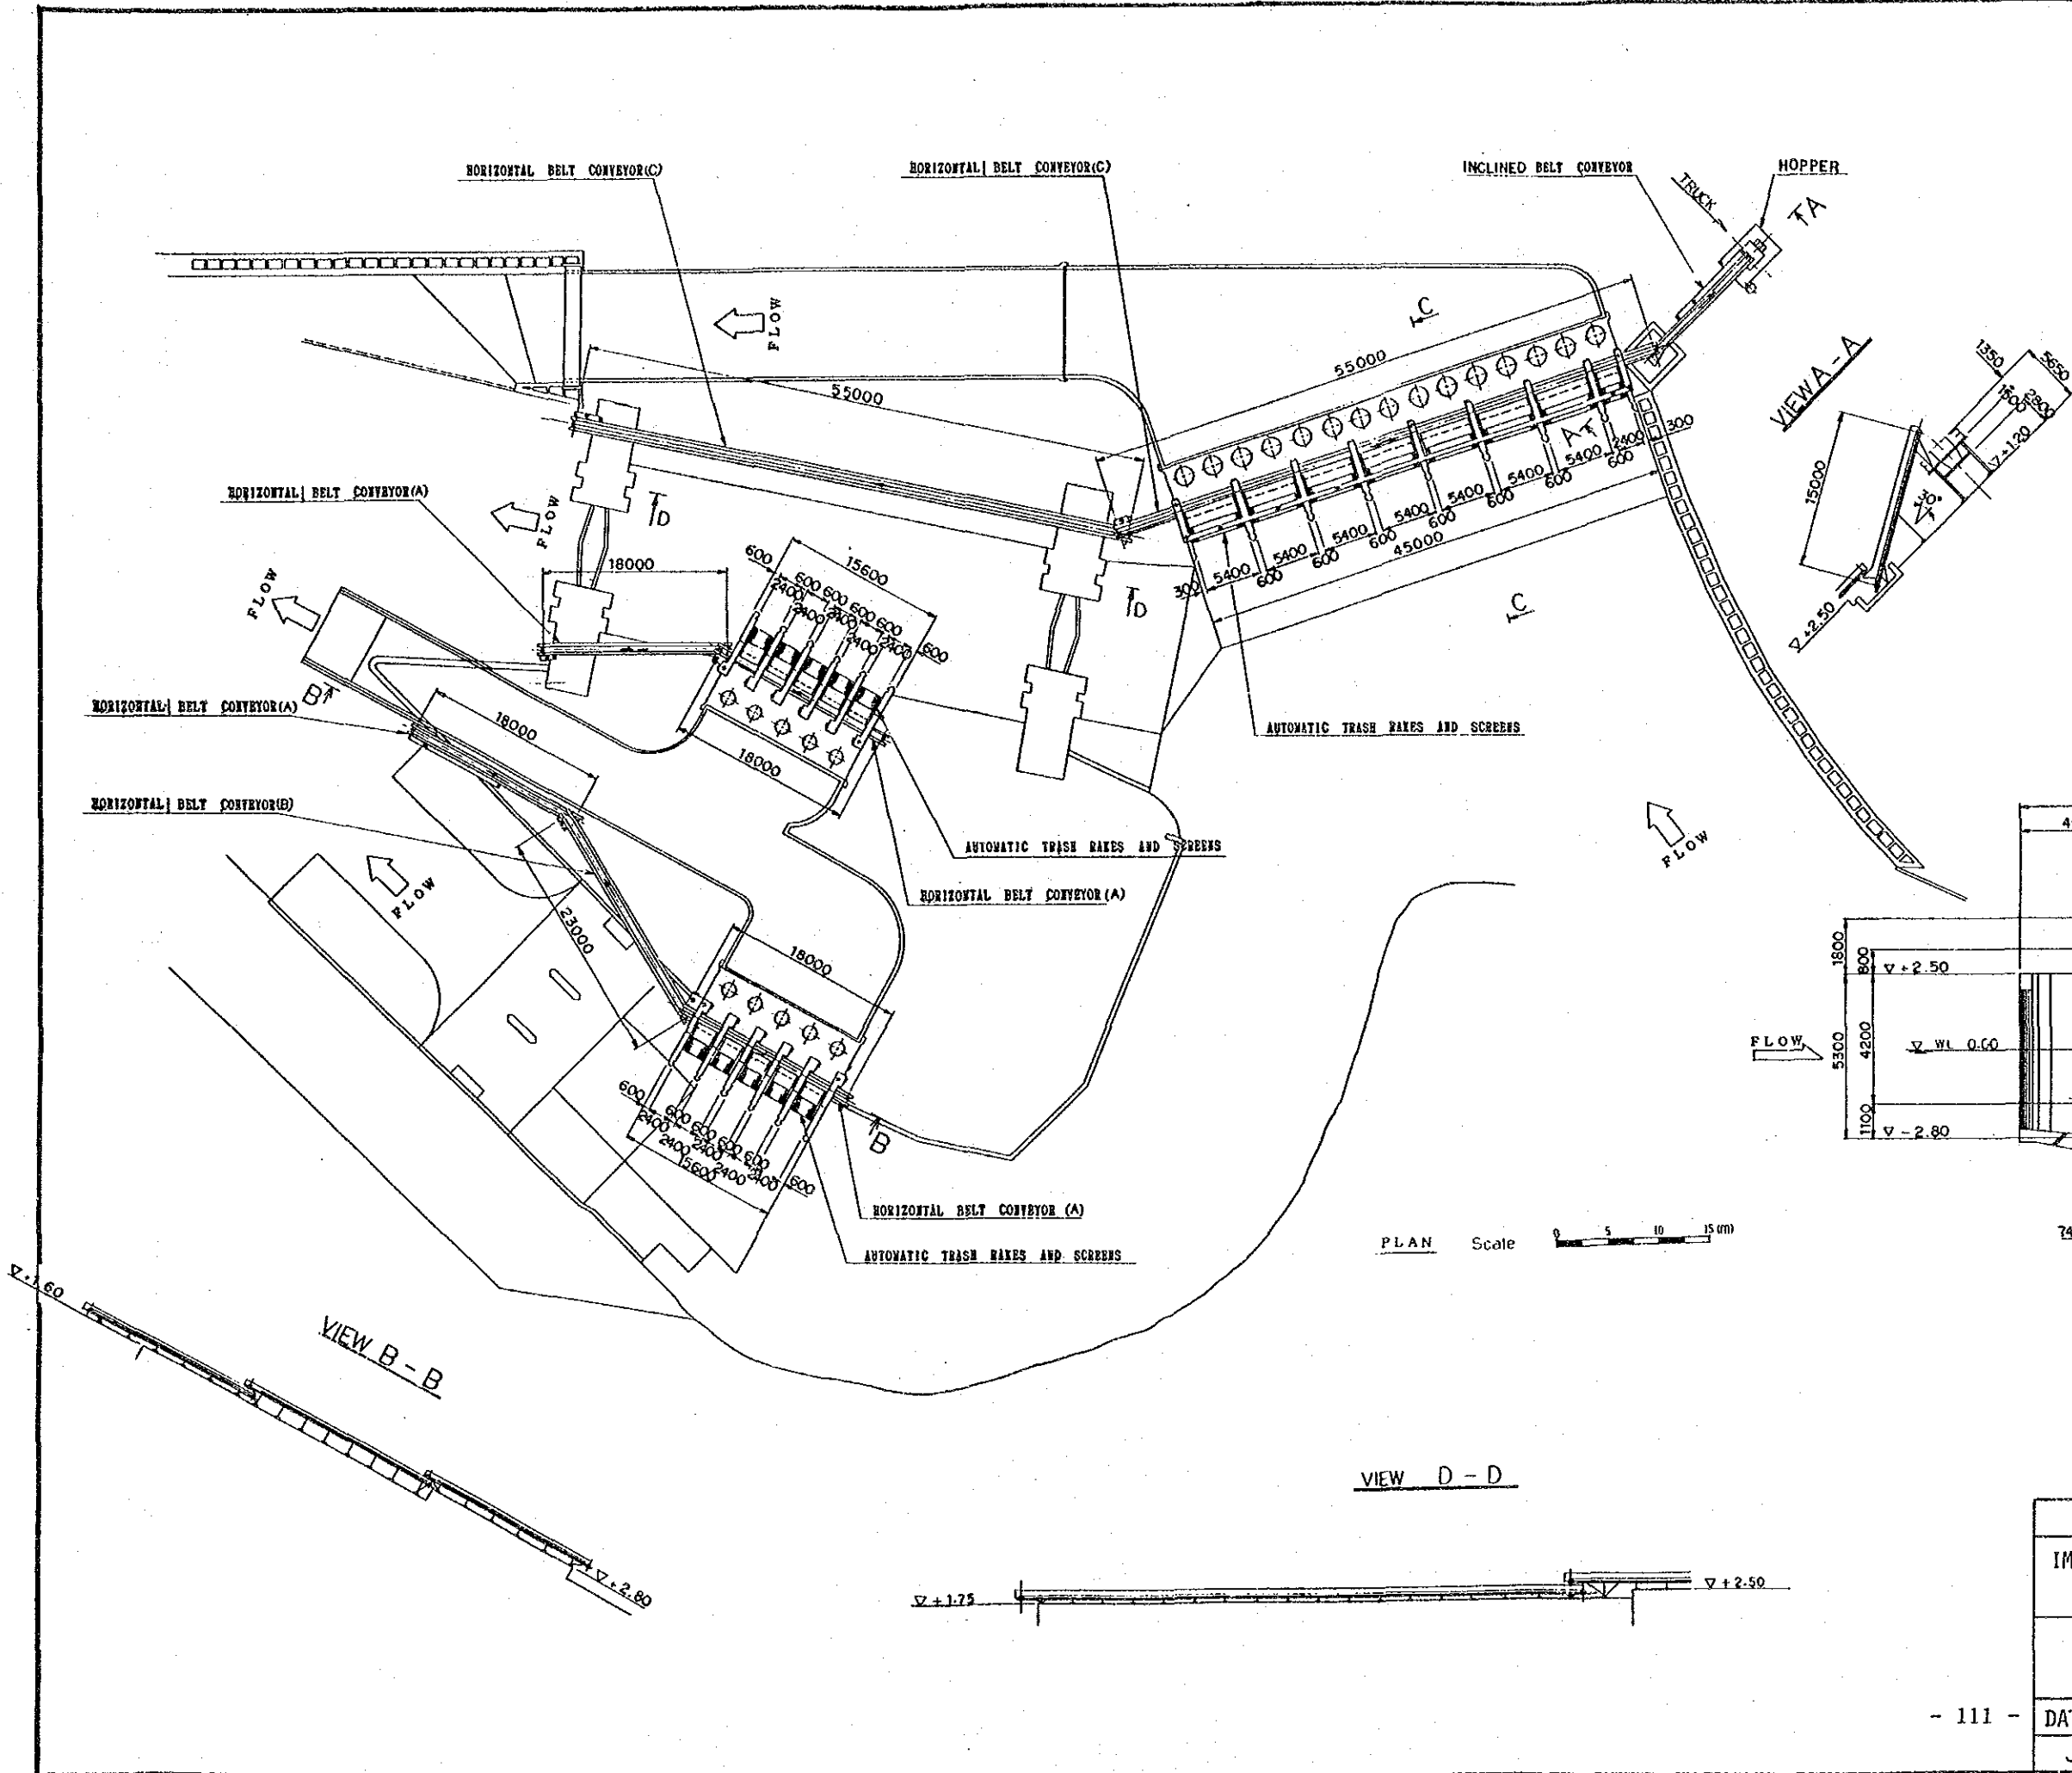 HORIZONTAL BELT CONVEYOR(C)
HORIZONTAL BELT CONVEYOR(C)
INCLINED BELT CONVEYOR
HOPPER
TRUCK
A
FLOW
C
55000
55000
VIEW A-A
1350
5650
1500
2800
▽+1.20
15000
30°
▽+2.50
A
2400
300
600
5400
600
5400
600
5400
600
5400
600
5400
600
5400
600
5400
600
5400
300
45000
C
HORIZONTAL BELT CONVEYOR(A)
FLOW
D
D
18000
600
15600
600 600 600 600
2400
2400
2400
2400
2400
600
18000
FLOW
B
HORIZONTAL BELT CONVEYOR(A)
18000
AUTOMATIC TRASH RAKES AND SCREENS
HORIZONTAL BELT CONVEYOR(B)
AUTOMATIC TRASH RAKES AND SCREENS
FLOW
FLOW
HORIZONTAL BELT CONVEYOR(A)
23000
18000
600
600 600 600 600
2400
2400
2400
2400
2400
600
15600
B
HORIZONTAL BELT CONVEYOR (A)
AUTOMATIC TRASH RAKES AND SCREENS
4
1800
800
▽+2.50
FLOW
5300
4200
▽ WL 0.00
1100
▽-2.80
PLAN Scale 0 5 10 15(m)
74
▽+1.60
VIEW B-B
▽+2.80
VIEW D-D
▽+1.75
▽+2.50
IM
- 111 -
DA